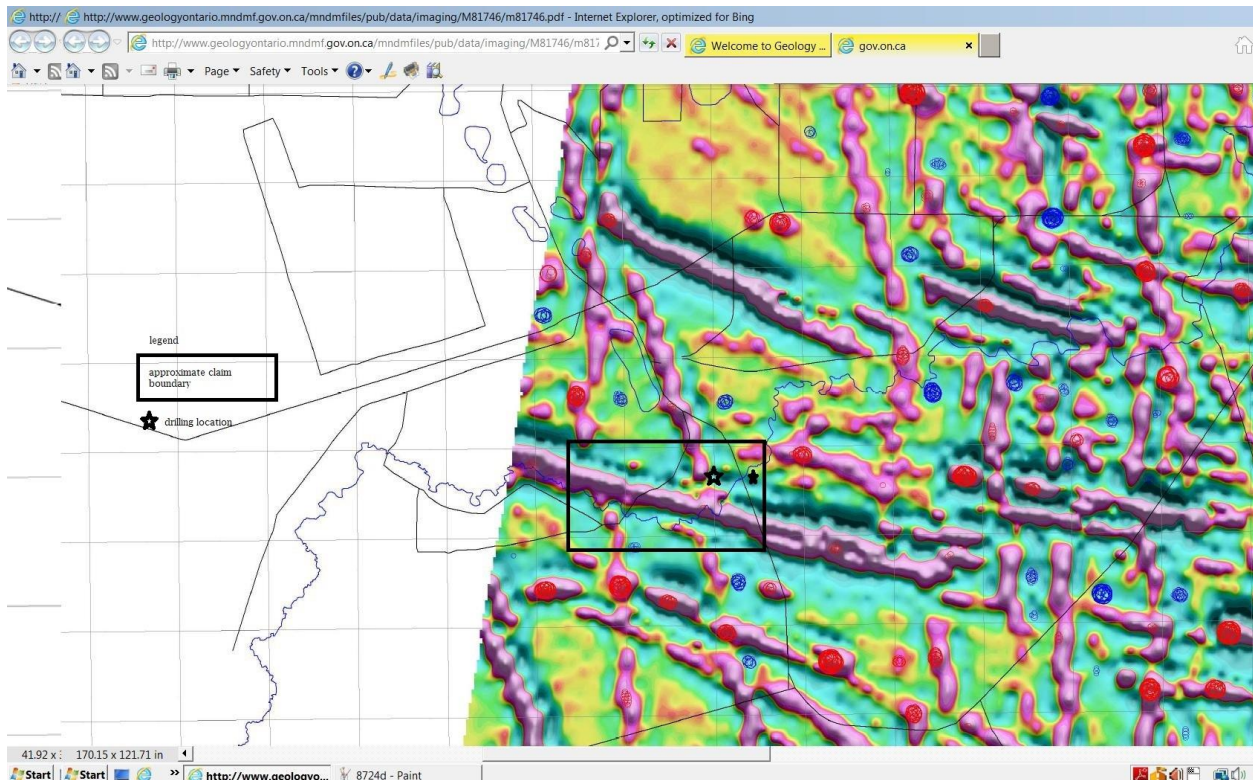 http:// http://www.geologyontario.mndmf.gov.on.ca/mndmfiles/pub/data/imaging/M81746/m81746.pdf - Internet Explorer, optimized for Bing
http://www.geologyontario.mndmf.gov.on.ca/mndmfiles/pub/data/imaging/M81746/m817 Welcome to Geology ... gov.on.ca
Page Safety Tools
legend
approximate claim
boundary
drilling location
41.92 x 170.15 x 121.71 in
Start Start » http://www.geologyo... 8724d - Paint